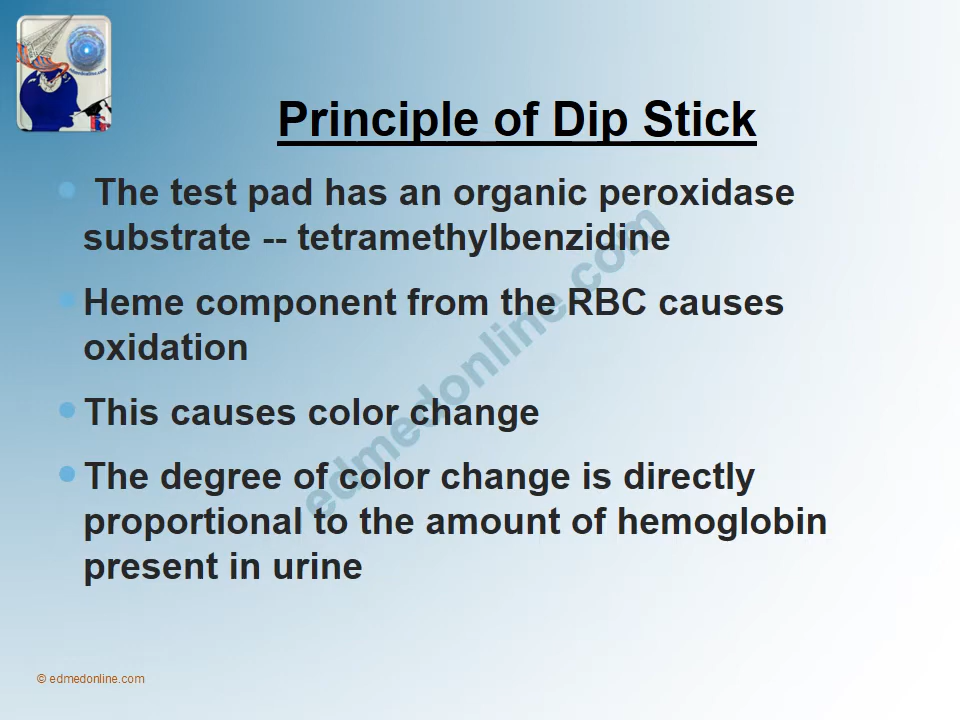 Principle of Dip Stick
The test pad has an organic peroxidase
substrate -- tetramethylbenzidine
Heme component from the RBC causes
oxidation
This causes color change
The degree of color change is directly
proportional to the amount of hemoglobin
present in urine
edmedonline.com
© edmedonline.com